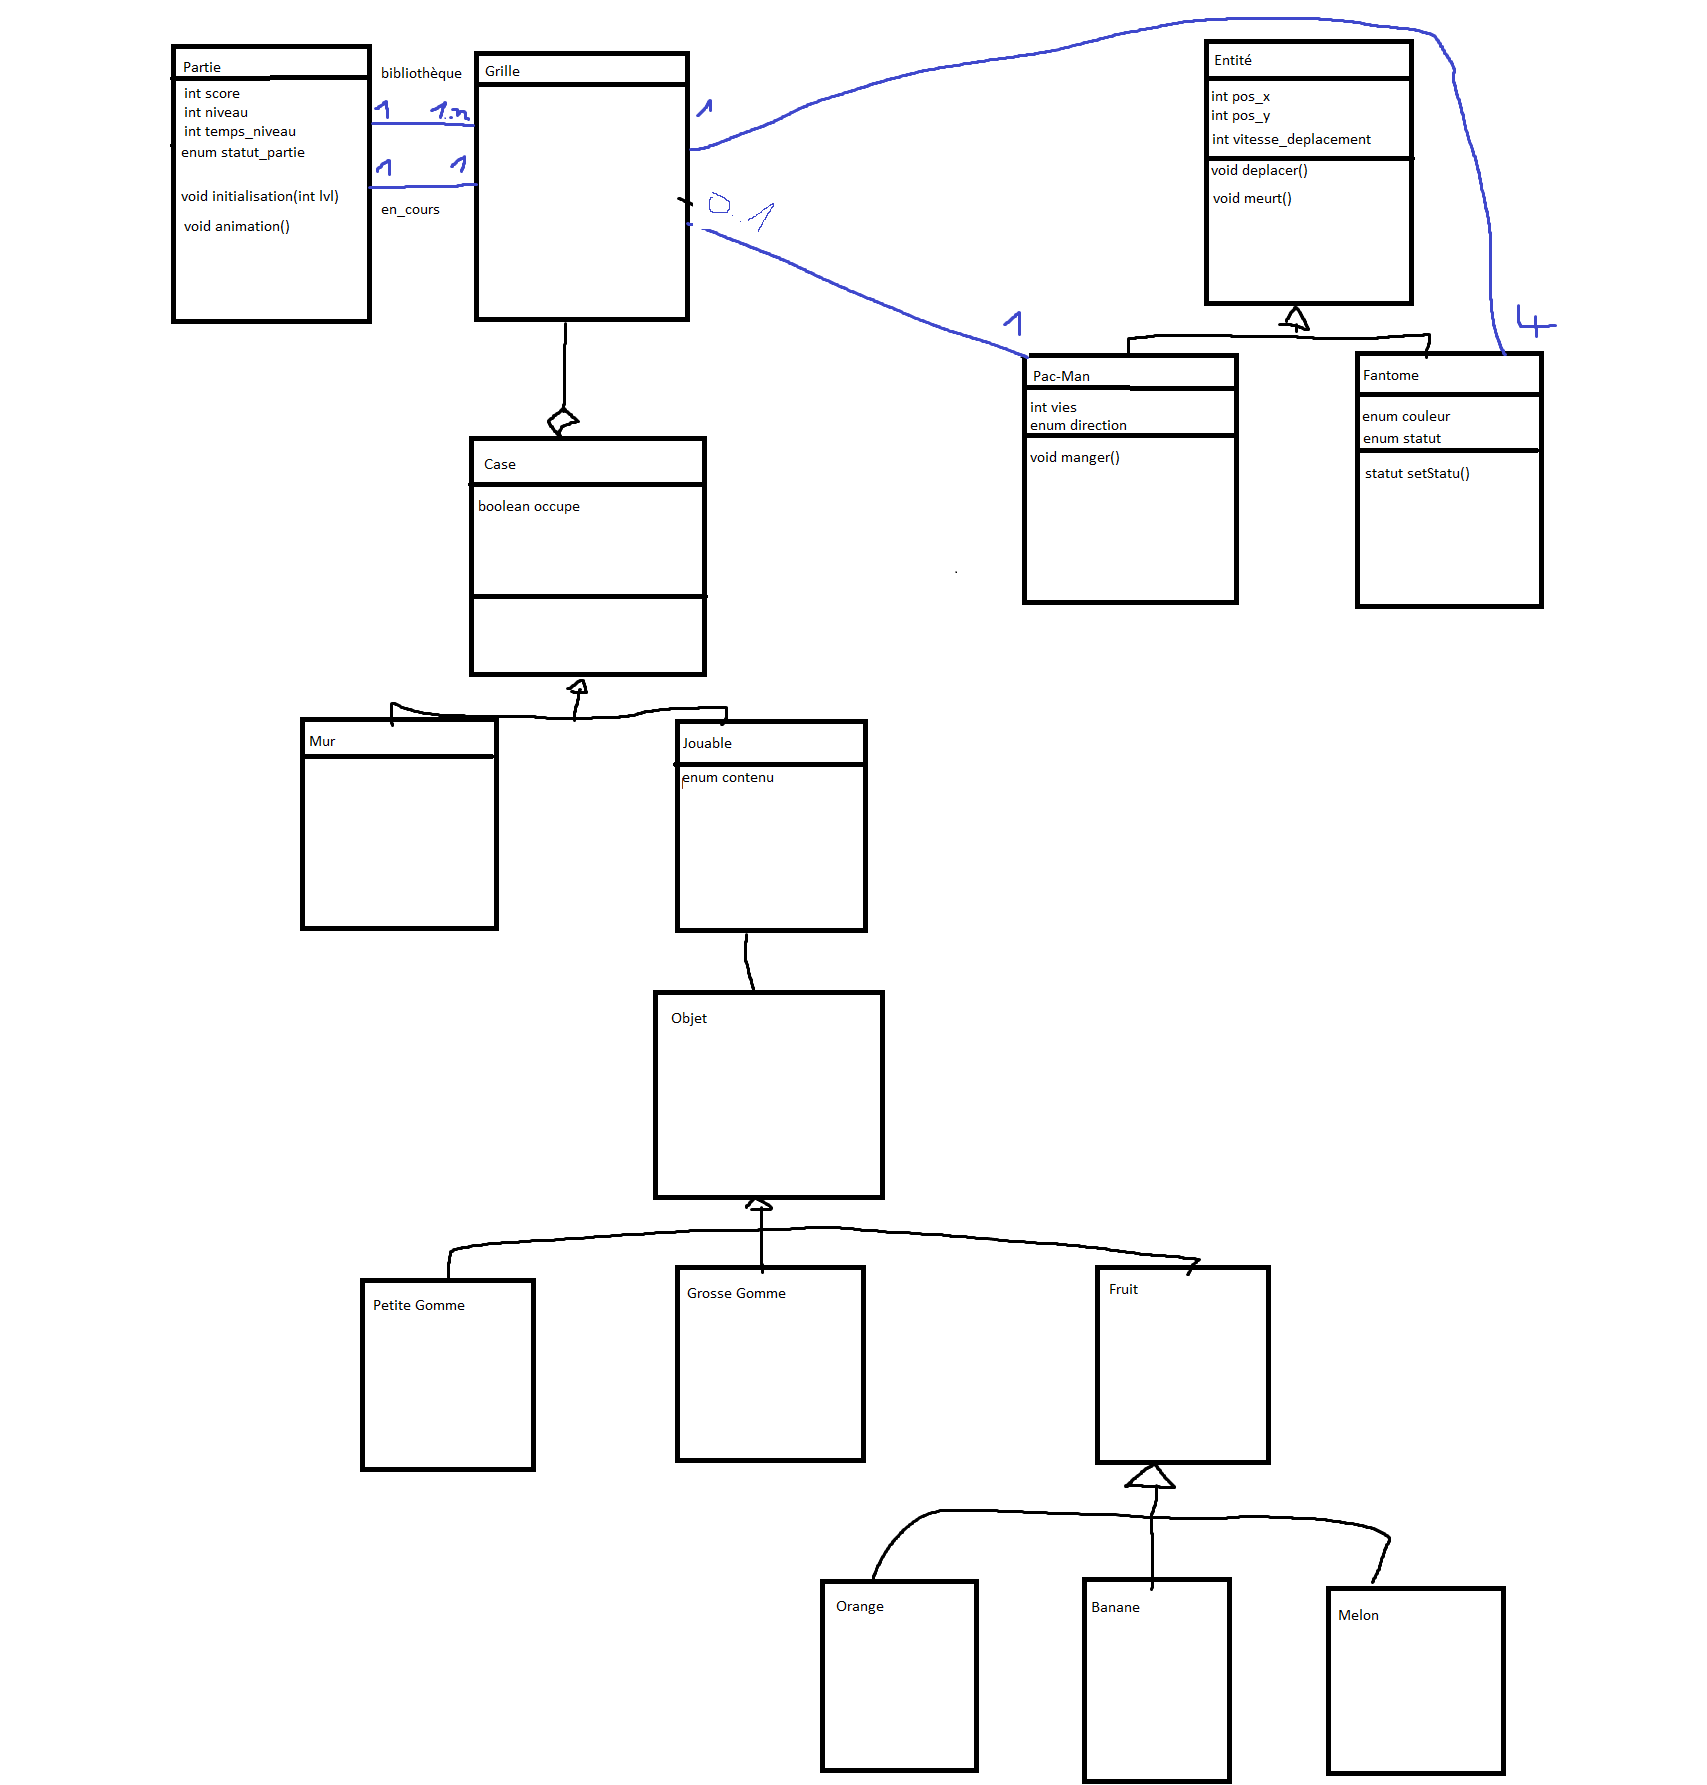 Partie
int score
int niveau
int temps_niveau
enum statut_partie
void initialisation(int lvl)
void animation()
bibliothèque
1 1..n
1 1
en_cours
Grille
1
0..1
1
4
Entité
int pos_x
int pos_y
int vitesse_deplacement
void deplacer()
void meurt()
Pac-Man
int vies
enum direction
void manger()
Fantome
enum couleur
enum statut
statut setStatu()
Case
boolean occupe
Mur
Jouable
enum contenu
Objet
Petite Gomme
Grosse Gomme
Fruit
Orange
Banane
Melon